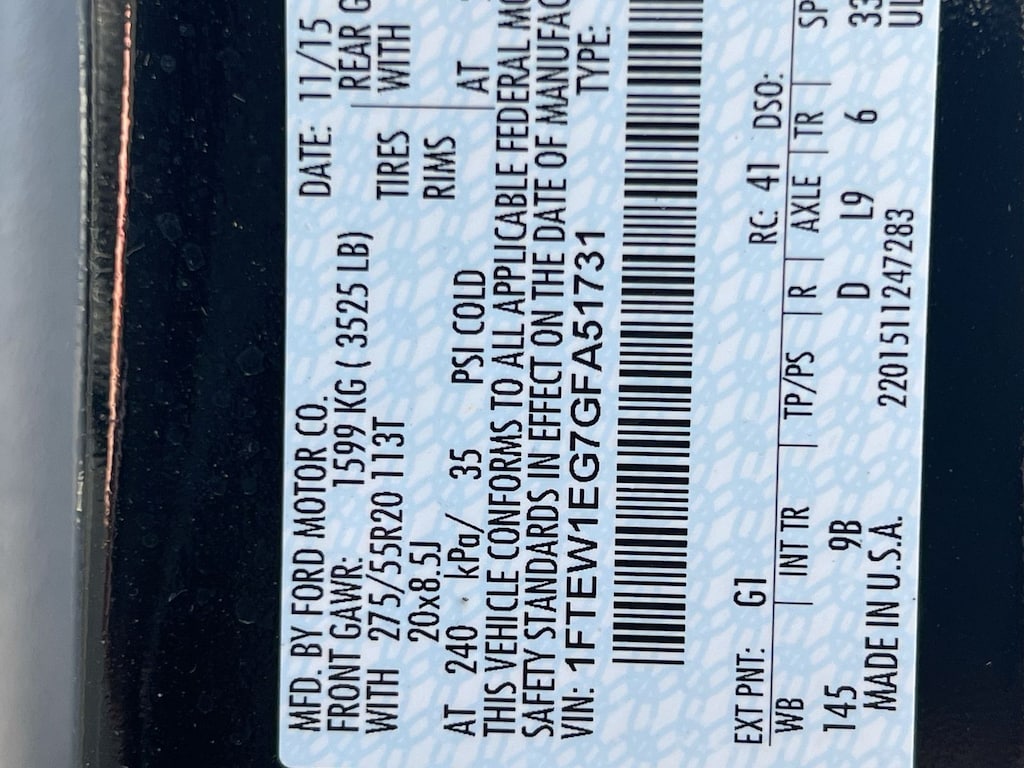 MFD. BY FORD MOTOR CO. DATE: 11/15
FRONT GAWR: 1599 KG ( 3525 LB) REAR G
WITH 275/55R20 113T TIRES WITH
20x8.5J RIMS
AT 240 kPa/ 35 PSI COLD AT
THIS VEHICLE CONFORMS TO ALL APPLICABLE FEDERAL MO
SAFETY STANDARDS IN EFFECT ON THE DATE OF MANUFAC
VIN: 1FTEW1EG7GFA51731 TYPE:
EXT PNT: G1 RC: 41 DSO:
WB INT TR TP/PS R AXLE TR SP
145 9B D L9 6 33
MADE IN U.S.A. 2201511247283 UL